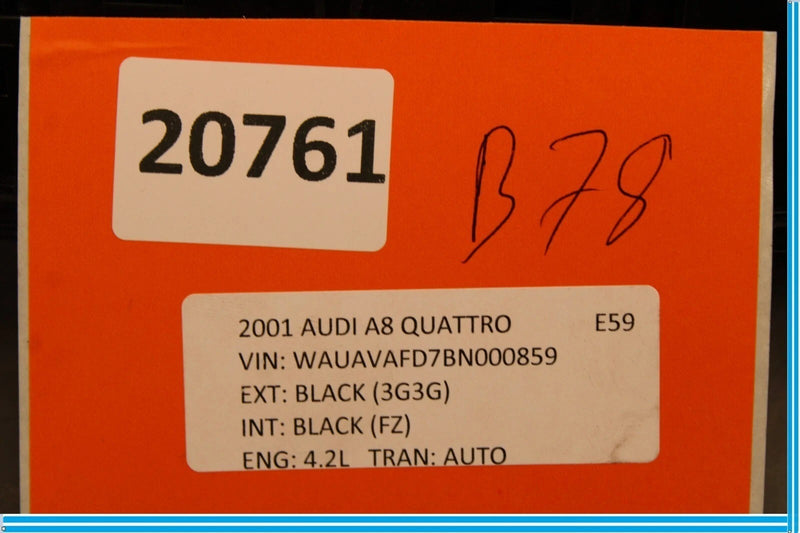 20761
B78
2001 AUDI A8 QUATTRO E59
VIN: WAUAVAFD7BN000859
EXT: BLACK (3G3G)
INT: BLACK (FZ)
ENG: 4.2L TRAN: AUTO